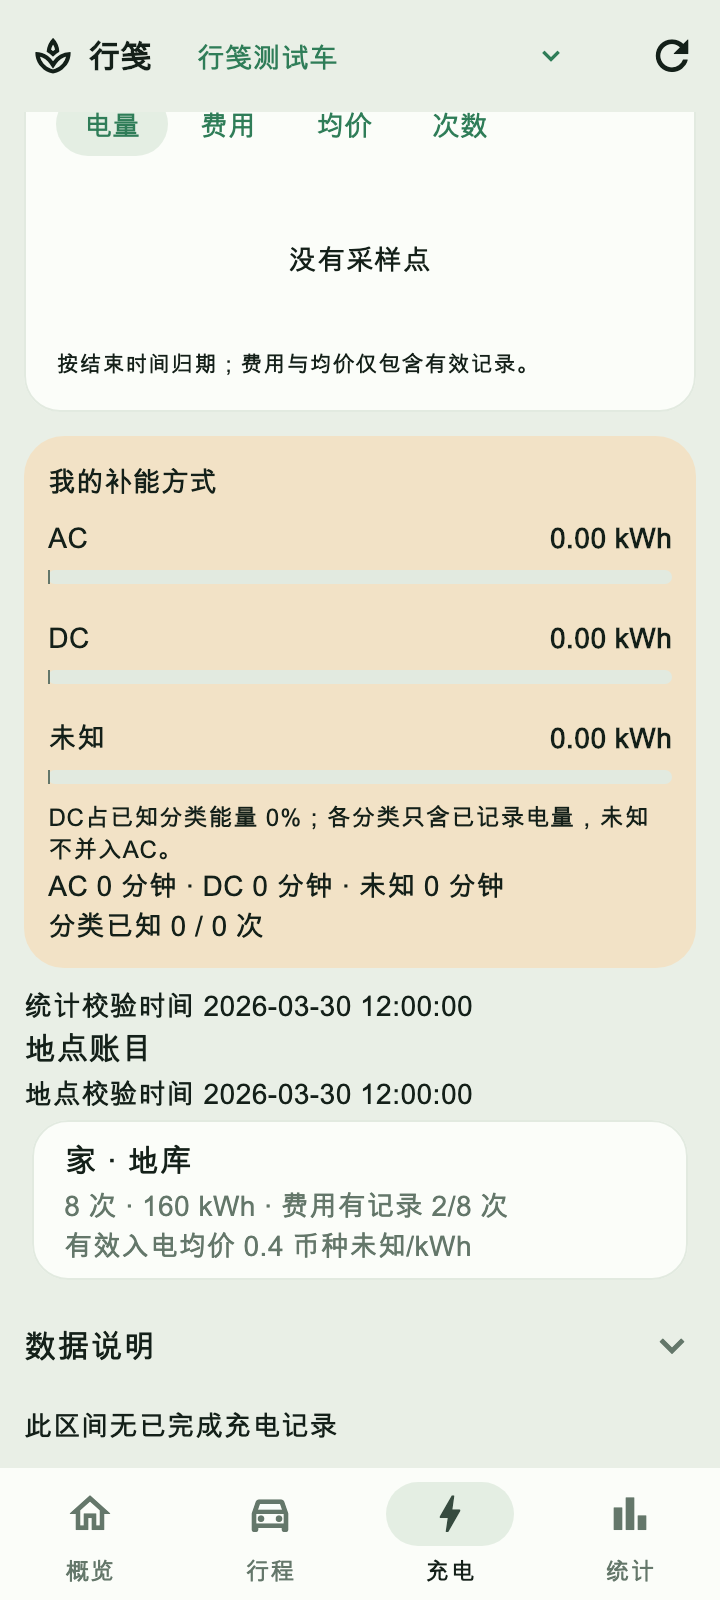 行笺
行笺测试车
电量
费用
均价
次数
没有采样点
按结束时间归期；费用与均价仅包含有效记录。
我的补能方式
AC 0.00 kWh
DC 0.00 kWh
未知 0.00 kWh
DC占已知分类能量 0%；各分类只含已记录电量，未知
不并入AC。
AC 0 分钟 · DC 0 分钟 · 未知 0 分钟
分类已知 0 / 0 次
统计校验时间 2026-03-30 12:00:00
地点账目
地点校验时间 2026-03-30 12:00:00
家 · 地库
8 次 · 160 kWh · 费用有记录 2/8 次
有效入电均价 0.4 币种未知/kWh
数据说明
此区间无已完成充电记录
概览
行程
充电
统计